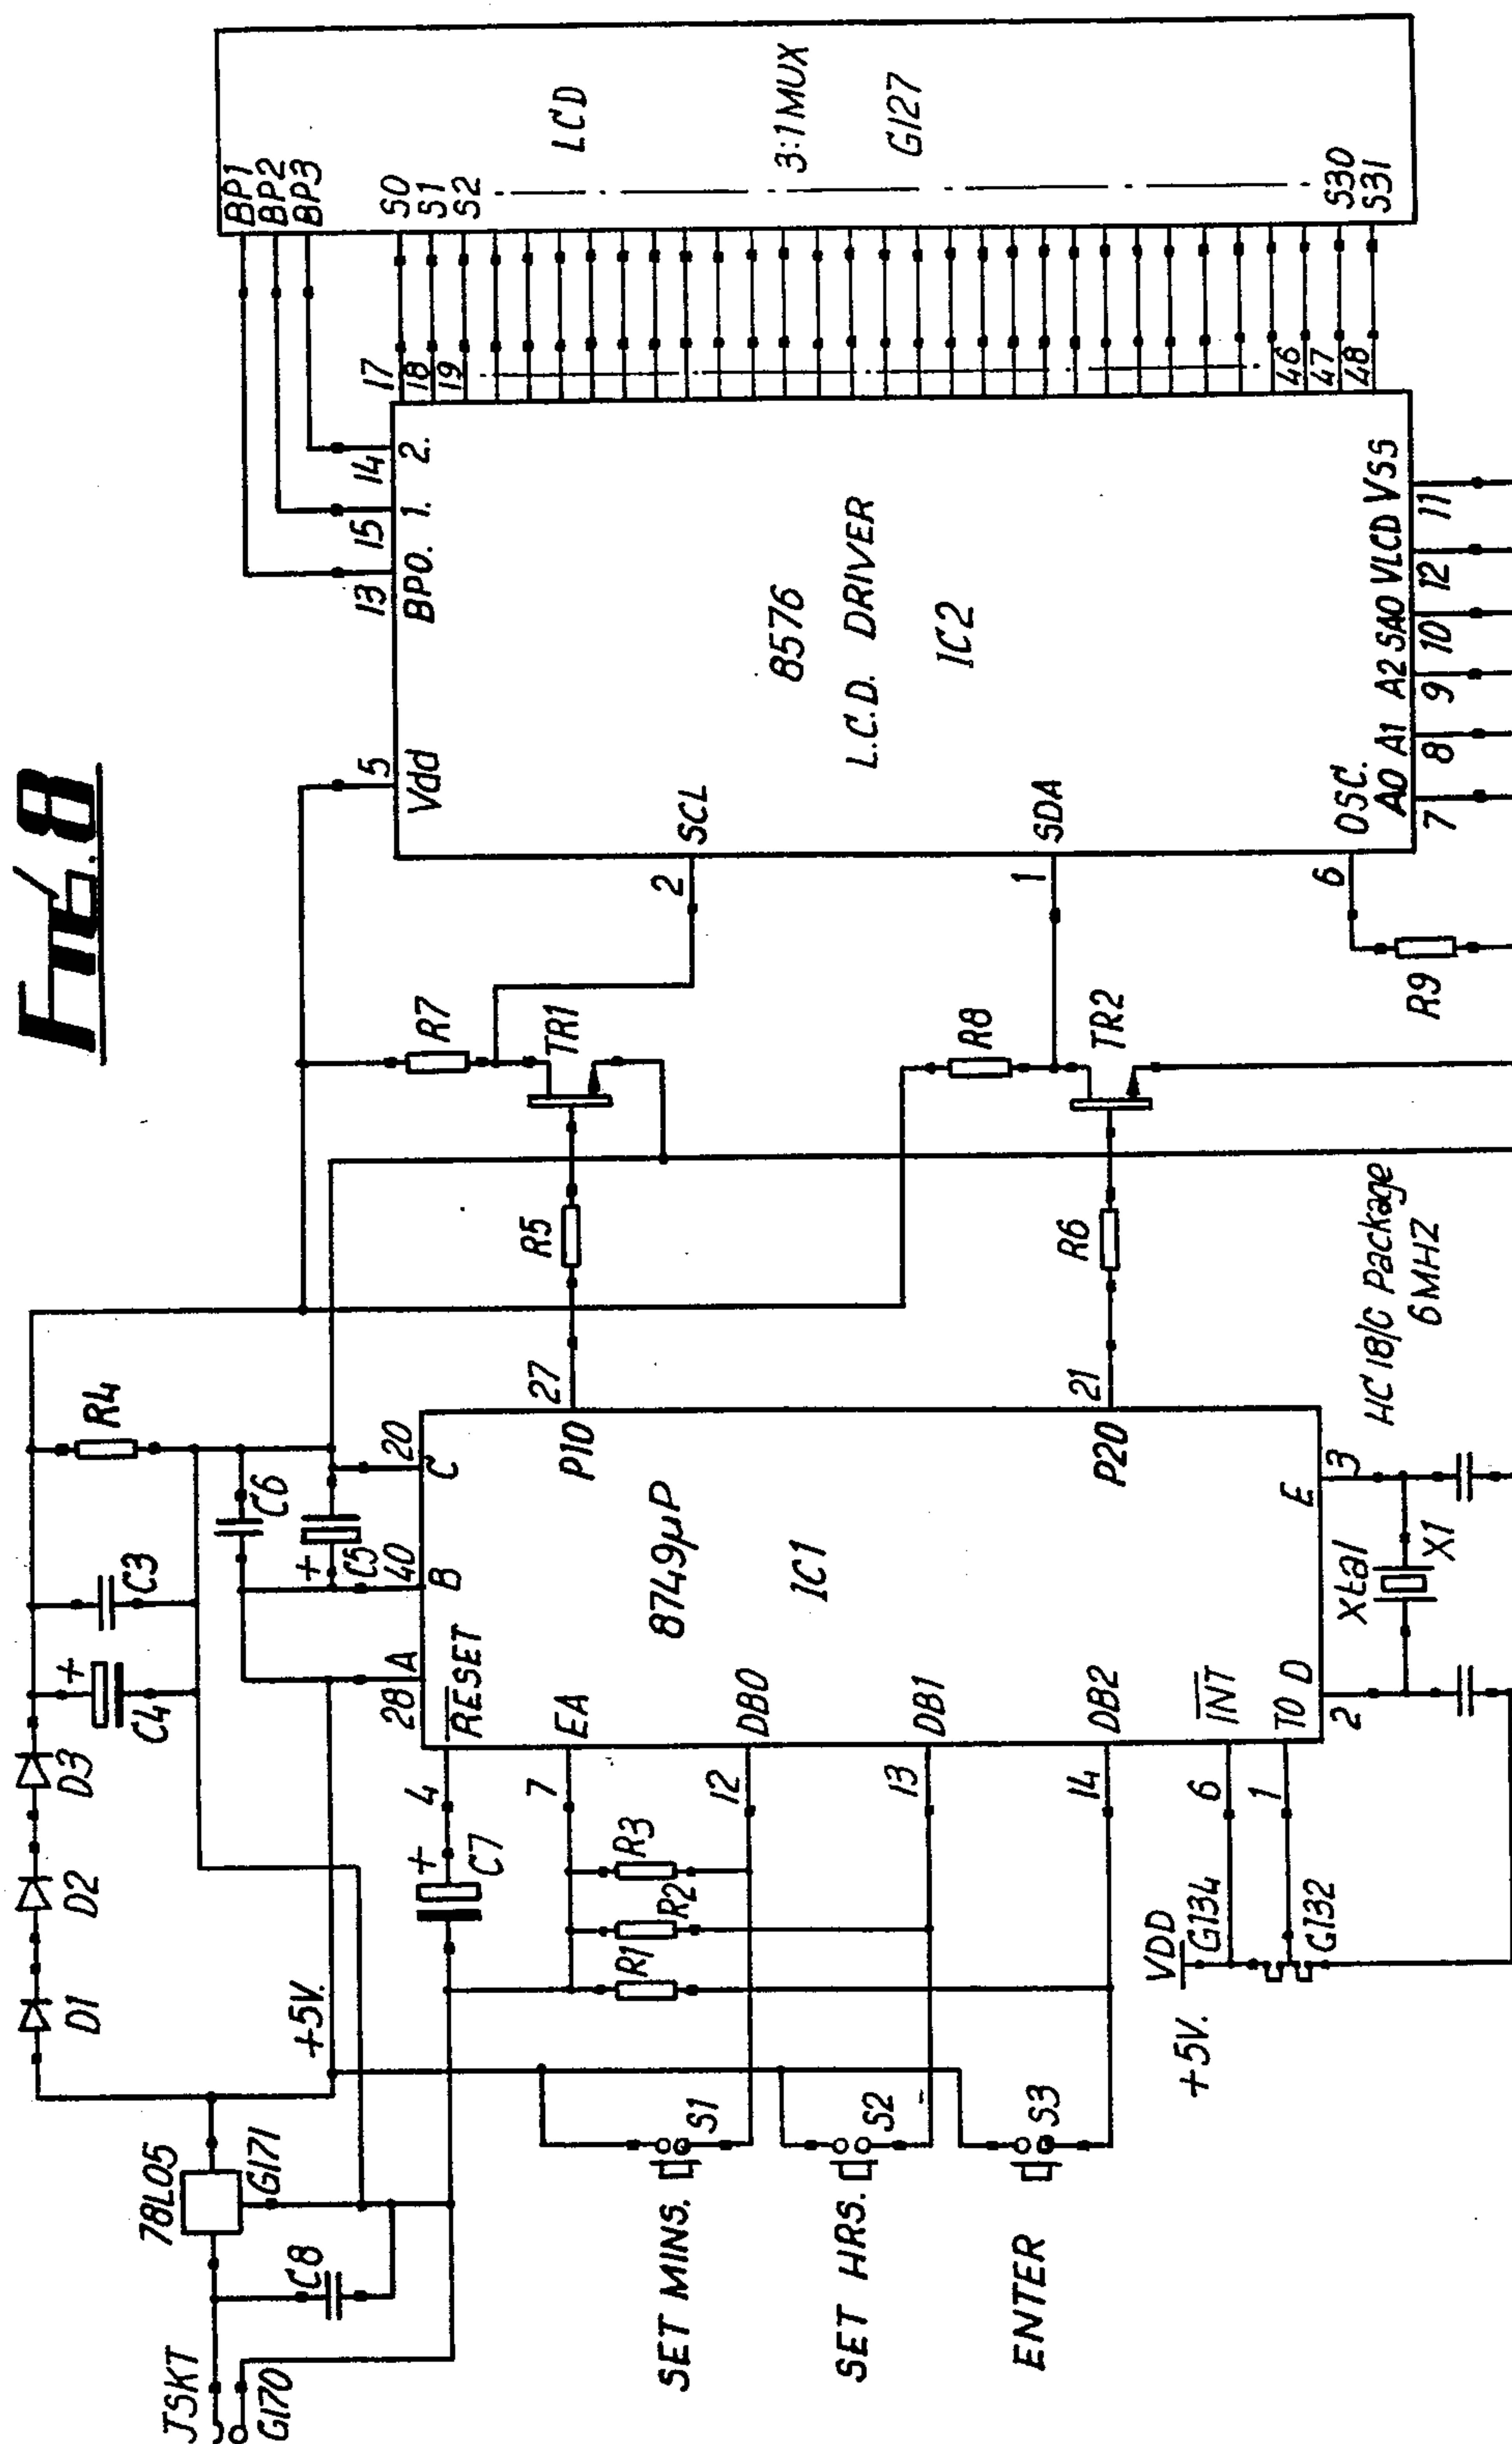 FIG.8
JSKT
G170
78L05
G171
C8
+5V.
D1
D2
D3
C4
C3
C6
C5
R4
C7
R1
R2
R3
SET MINS.
S1
SET HRS.
S2
ENTER
S3
VDD
+5V.
G134
G132
28
A
40
B
20
C
4
RESET
7
EA
12
DB0
13
DB1
14
DB2
6
INT
1
T0
D
2
E
3
8749µP
IC1
P10
27
P20
21
Xtal
X1
HC18/C Package
6MHZ
R5
R6
R7
TR1
R8
TR2
R9
5
Vdd
2
SCL
1
SDA
6
OSC.
13
15
14
BP0.
1.
2.
8576
L.C.D. DRIVER
IC2
A0
A1
A2
SA0
VLCD
VSS
7
8
9
10
12
11
17
18
19
46
47
48
BP1
BP2
BP3
S0
S1
S2
S30
S31
LCD
3:1MUX
G127